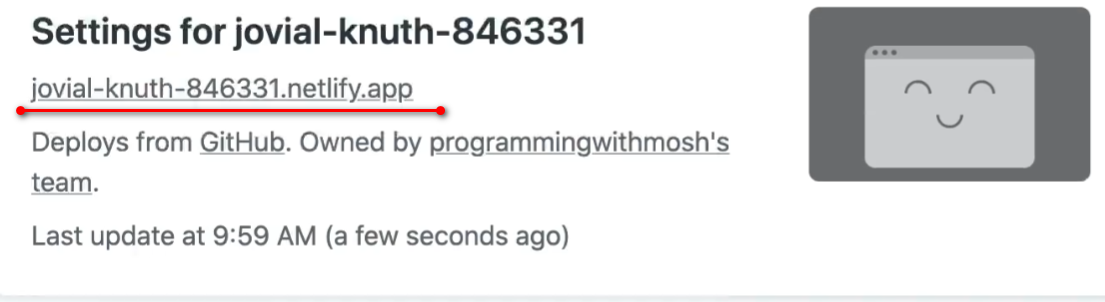 Settings for jovial-knuth-846331
jovial-knuth-846331.netlify.app
Deploys from GitHub. Owned by programmingwithmosh's
team.
Last update at 9:59 AM (a few seconds ago)